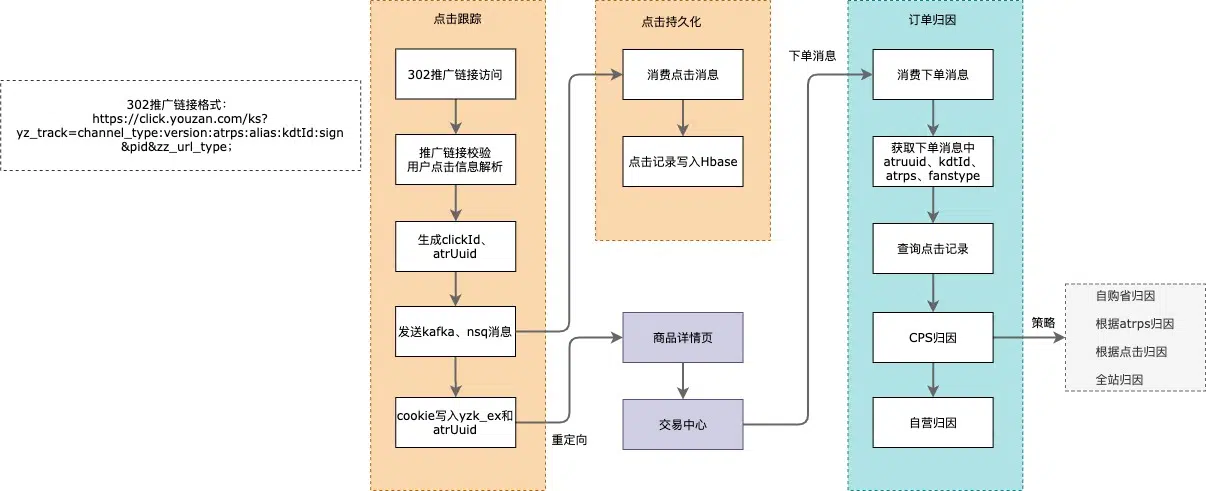 302推广链接格式：
https://click.youzan.com/ks?
yz_track=channel_type:version:atrps:alias:kdtId:sign
&pid&zz_url_type；
点击跟踪
302推广链接访问
推广链接校验
用户点击信息解析
生成clickId、
atrUuid
发送kafka、nsq消息
cookie写入yzk_ex和
atrUuid
重定向
点击持久化
消费点击消息
点击记录写入Hbase
商品详情页
交易中心
下单消息
订单归因
消费下单消息
获取下单消息中
atruuid、kdtId、
atrps、fanstype
查询点击记录
CPS归因
自营归因
策略
自购省归因
根据atrps归因
根据点击归因
全站归因